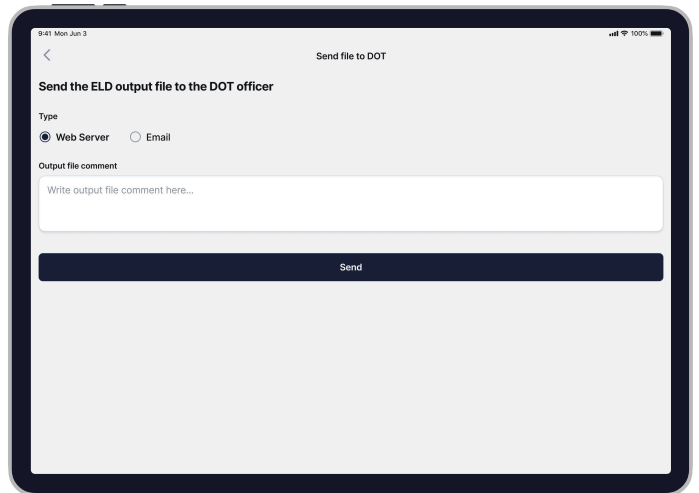 9:41 Mon Jun 3
100%
Send file to DOT
Send the ELD output file to the DOT officer
Type
Web Server
Email
Output file comment
Write output file comment here...
Send